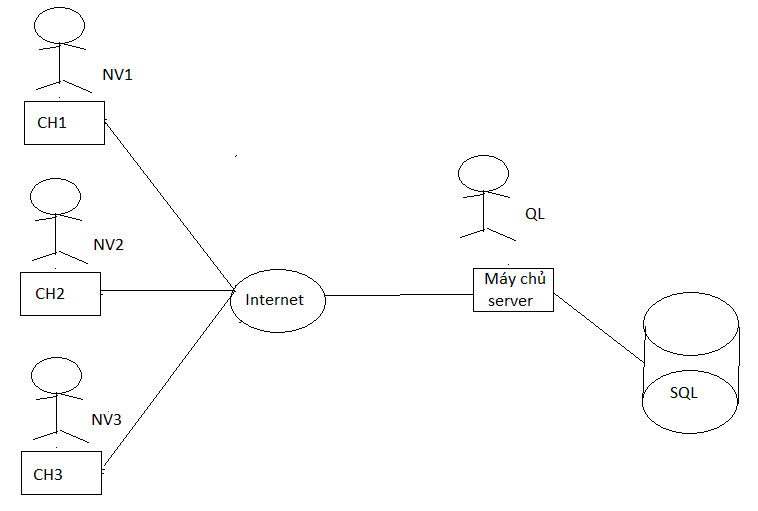 NV1
CH1
NV2
CH2
NV3
CH3
Internet
QL
Máy chủ
server
SQL